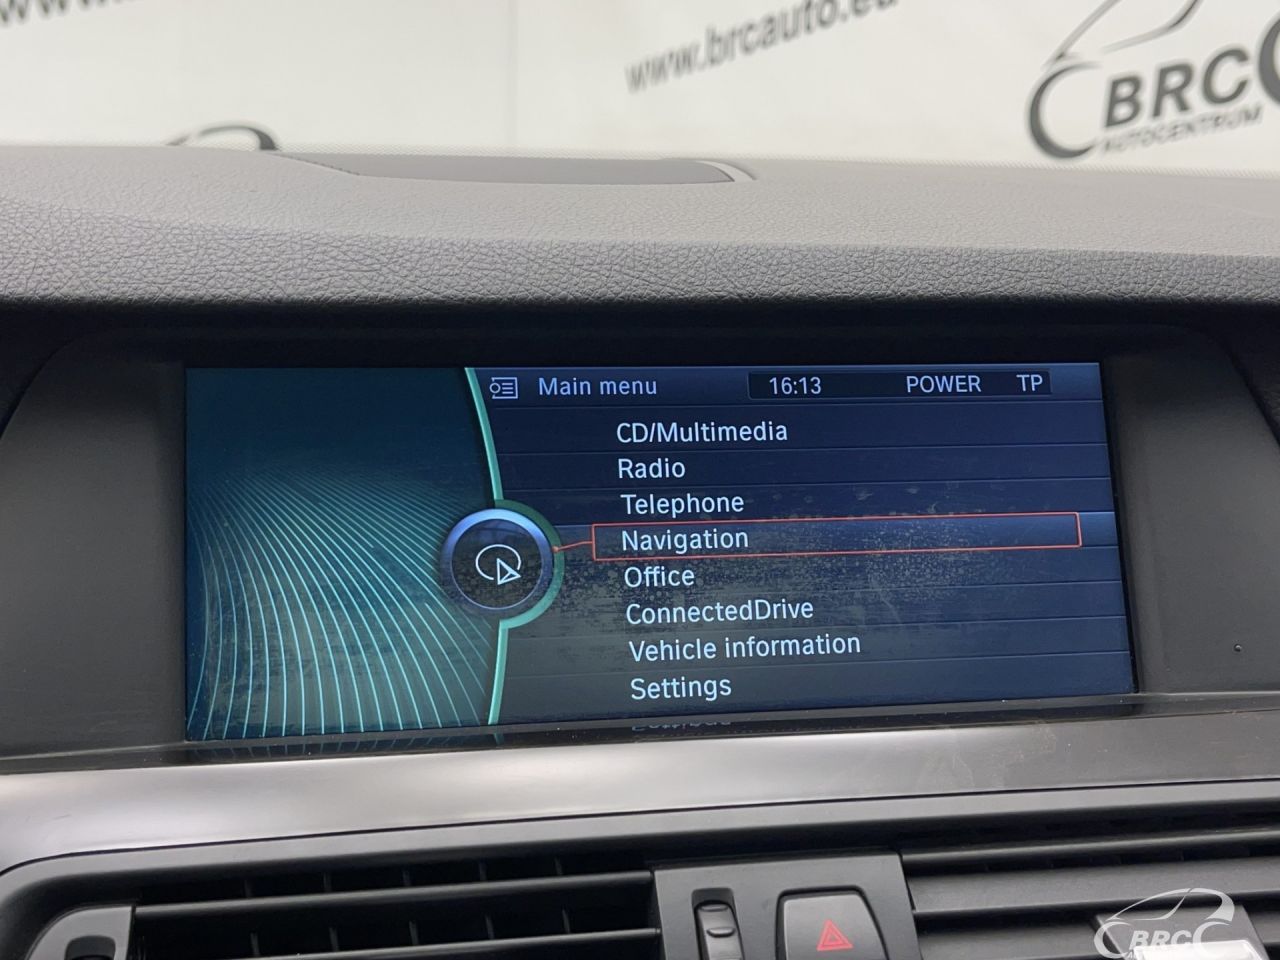 www.brcauto.eu
BRC
AUTOCENTRUM
Main menu 16:13 POWER TP
CD/Multimedia
Radio
Telephone
Navigation
Office
ConnectedDrive
Vehicle information
Settings
BRC